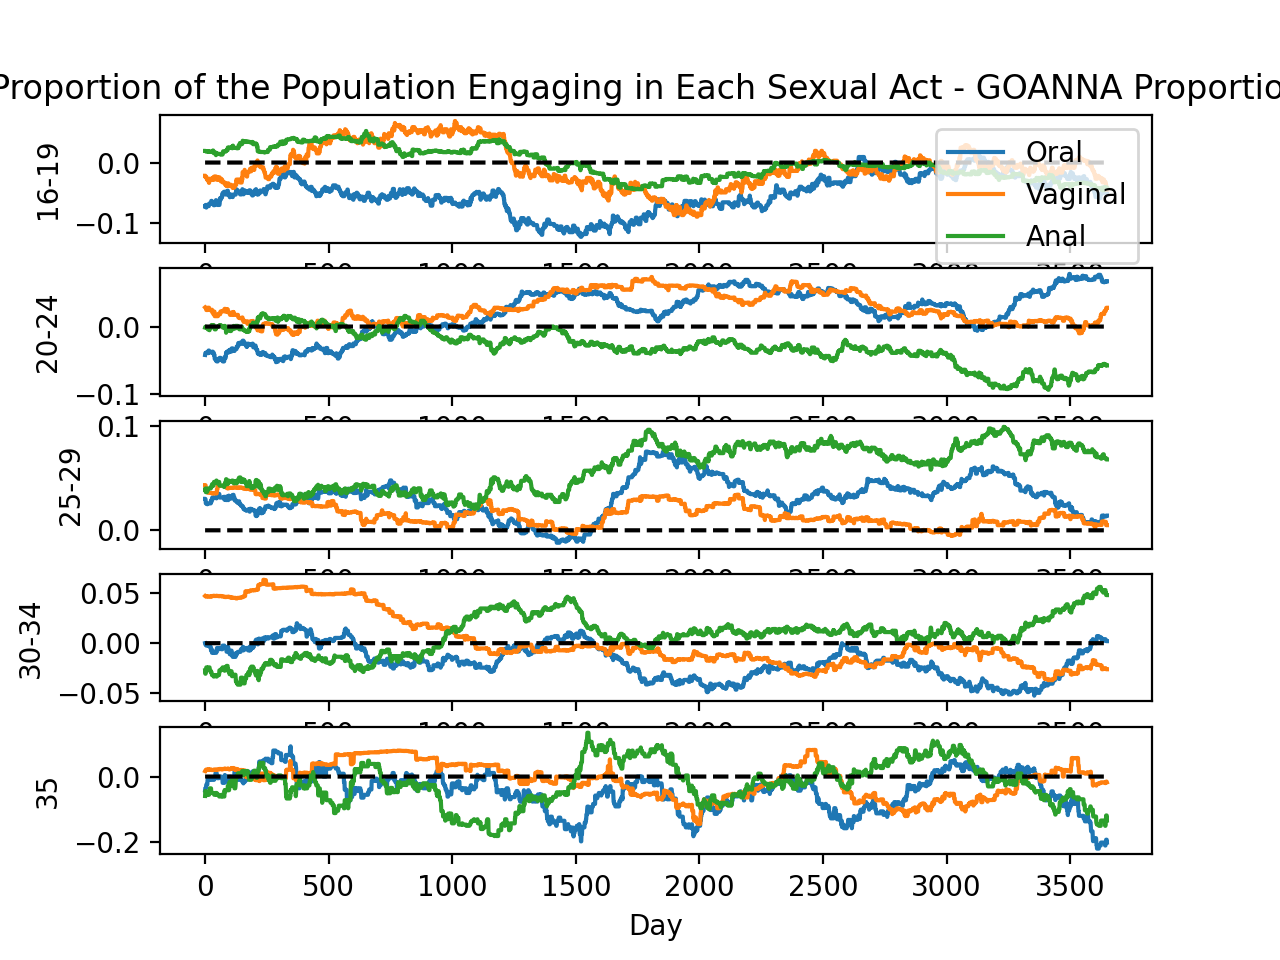 Proportion of the Population Engaging in Each Sexual Act - GOANNA Proportio
Oral
Vaginal
Anal
16-19
0.0
−0.1
20-24
0.0
−0.1
25-29
0.1
0.0
30-34
0.05
0.00
−0.05
35
0.0
−0.2
0 500 1000 1500 2000 2500 3000 3500
Day